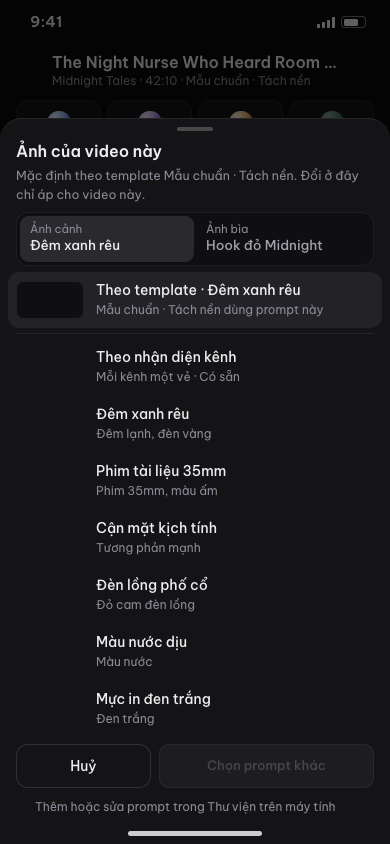 9:41
The Night Nurse Who Heard Room ...
Midnight Tales · 42:10 · Mẫu chuẩn · Tách nền
Ảnh của video này
Mặc định theo template Mẫu chuẩn · Tách nền. Đổi ở đây
chỉ áp cho video này.
Ảnh cảnh
Đêm xanh rêu
Ảnh bìa
Hook đỏ Midnight
Theo template · Đêm xanh rêu
Mẫu chuẩn · Tách nền dùng prompt này
Theo nhận diện kênh
Mỗi kênh một vẻ · Có sẵn
Đêm xanh rêu
Đêm lạnh, đèn vàng
Phim tài liệu 35mm
Phim 35mm, màu ấm
Cận mặt kịch tính
Tương phản mạnh
Đèn lồng phố cổ
Đỏ cam đèn lồng
Màu nước dịu
Màu nước
Mực in đen trắng
Đen trắng
Huỷ
Chọn prompt khác
Thêm hoặc sửa prompt trong Thư viện trên máy tính